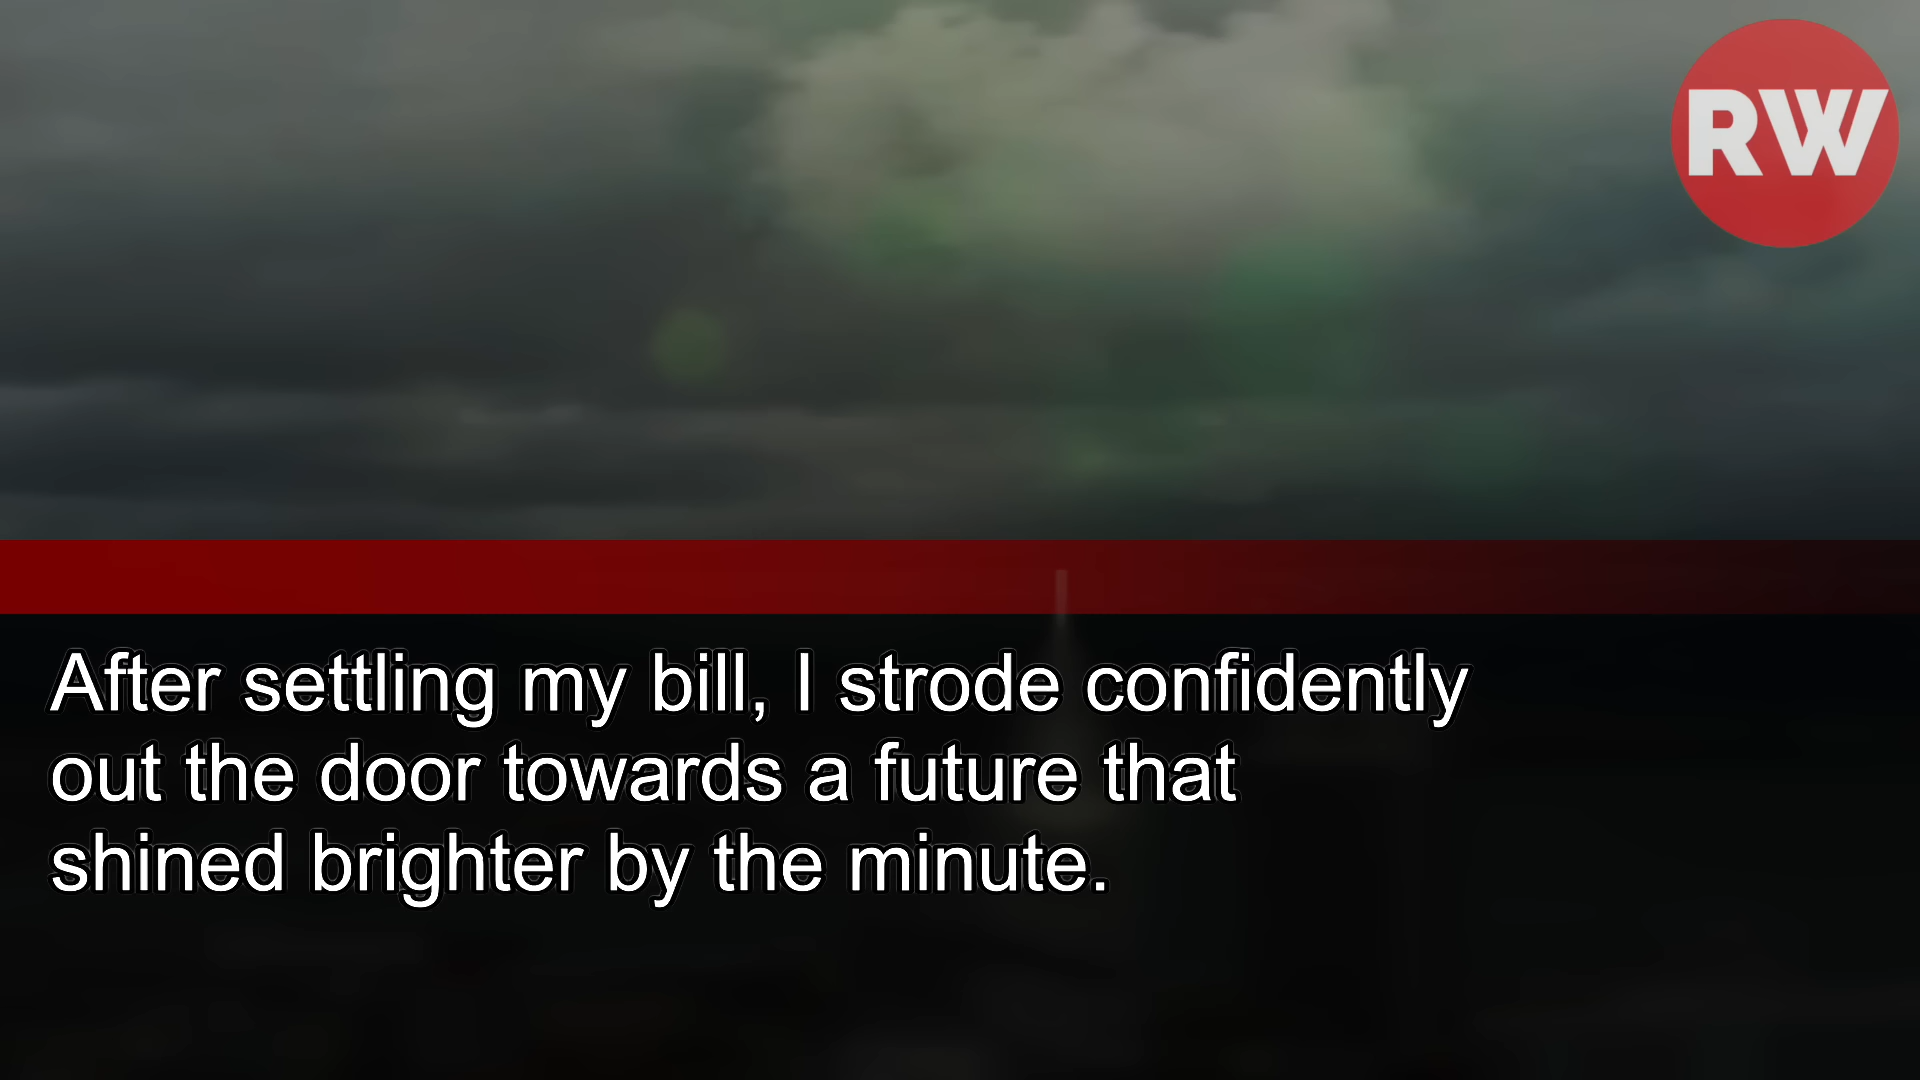 RW
After settling my bill, I strode confidently
out the door towards a future that
shined brighter by the minute.